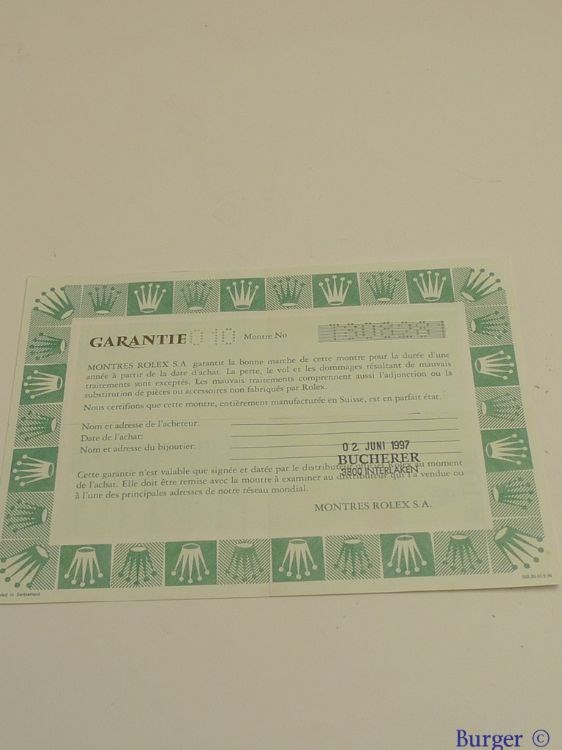 GARANTIE 010 Montre No
MONTRES ROLEX S.A. garantit la bonne marche de cette montre pour la durée d'une
année à partir de la date d'achat. La perte, le vol et les dommages résultant de mauvais
traitements sont exceptés. Les mauvais traitements comprennent aussi l'adjonction ou la
substitution de pièces ou accessoires non fabriqués par Rolex.
Nous certifions que cette montre, entièrement manufacturée en Suisse, est en parfait état.
Nom et adresse de l'acheteur:
Date de l'achat:
Nom et adresse du bijoutier:
02. JUNI 1997
BUCHERER
3800 INTERLAKEN
Cette garantie n'est valable que signée et datée par le distributeur au moment
de l'achat. Elle doit être remise avec la montre à examiner au distributeur qui l'a vendue ou
à l'une des principales adresses de notre réseau mondial.
MONTRES ROLEX S.A.
Printed in Switzerland
Burger ©